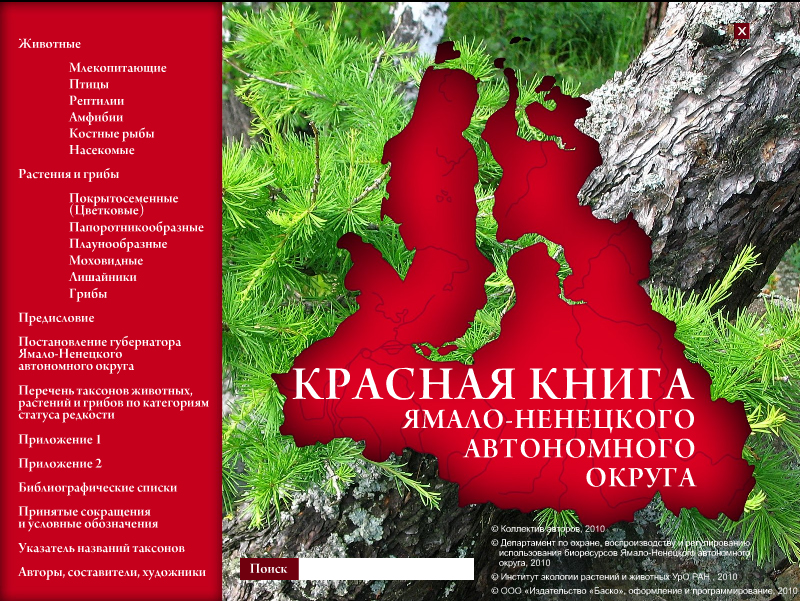 Животные
Млекопитающие
Птицы
Рептилии
Амфибии
Костные рыбы
Насекомые
Растения и грибы
Покрытосеменные
(Цветковые)
Папоротникообразные
Плаунообразные
Моховидные
Лишайники
Грибы
Предисловие
Постановление губернатора
Ямало-Ненецкого
автономного округа
Перечень таксонов животных,
растений и грибов по категориям
статуса редкости
Приложение 1
Приложение 2
Библиографические списки
Принятые сокращения
и условные обозначения
Указатель названий таксонов
Авторы, составители, художники
X
КРАСНАЯ КНИГА
ЯМАЛО-НЕНЕЦКОГО
АВТОНОМНОГО
ОКРУГА
© Коллектив авторов, 2010
© Департамент по охране, воспроизводству и регулированию
использования биоресурсов Ямало-Ненецкого автономного
округа, 2010
© Институт экологии растений и животных УрО РАН , 2010
© ООО «Издательство «Баско», оформление и программирование, 2010
Поиск